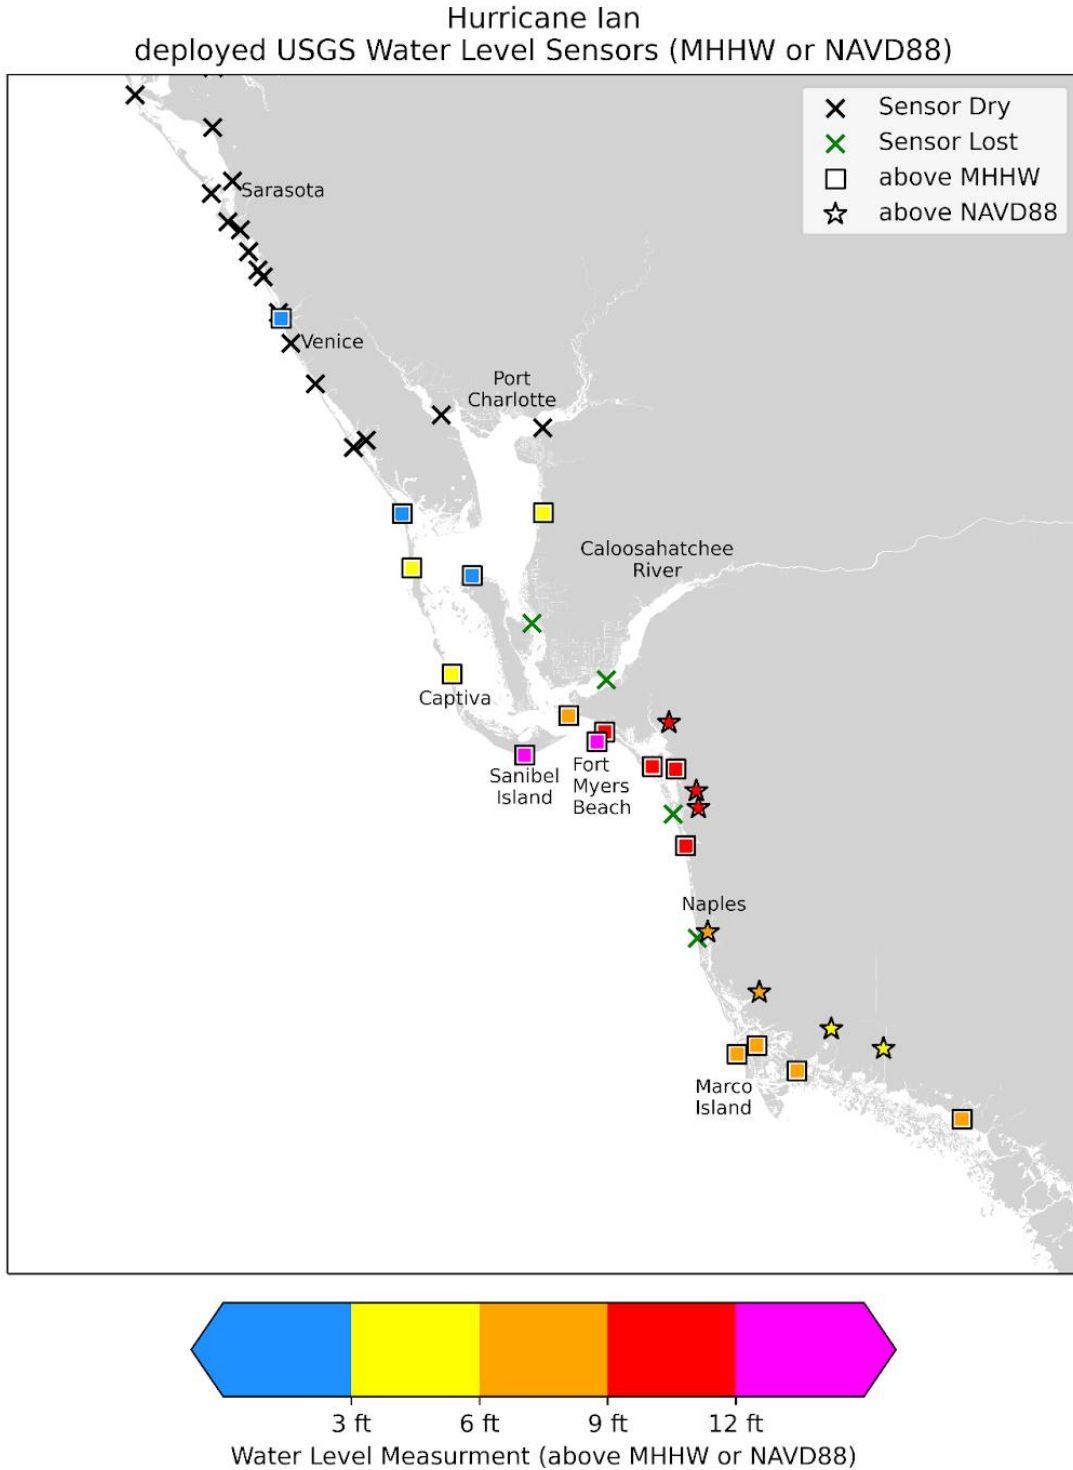 Hurricane Ian
deployed USGS Water Level Sensors (MHHW or NAVD88)
Sensor Dry
Sensor Lost
above MHHW
above NAVD88
Sarasota
Venice
Port
Charlotte
Caloosahatchee
River
Captiva
Sanibel
Island
Fort
Myers
Beach
Naples
Marco
Island
3 ft
6 ft
9 ft
12 ft
Water Level Measurment (above MHHW or NAVD88)